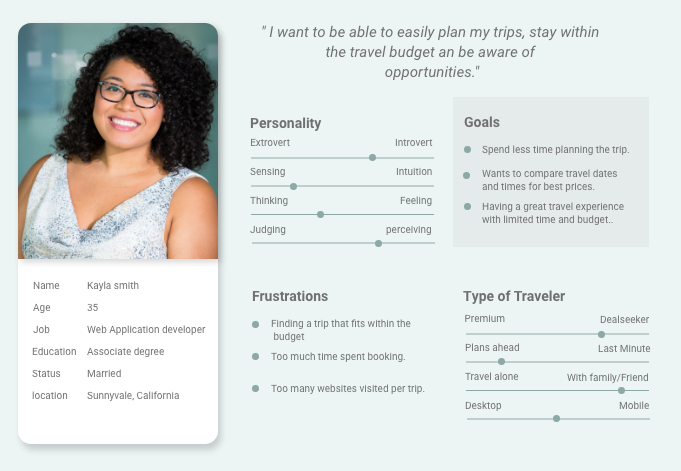 " I want to be able to easily plan my trips, stay within
the travel budget an be aware of
opportunities."
Personality
Extrovert Introvert
Sensing Intuition
Thinking Feeling
Judging perceiving
Goals
Spend less time planning the trip.
Wants to compare travel dates
and times for best prices.
Having a great travel experience
with limited time and budget..
Name Kayla smith
Age 35
Job Web Application developer
Education Associate degree
Status Married
location Sunnyvale, California
Frustrations
Finding a trip that fits within the
budget
Too much time spent booking.
Too many websites visited per trip.
Type of Traveler
Premium Dealseeker
Plans ahead Last Minute
Travel alone With family/Friend
Desktop Mobile